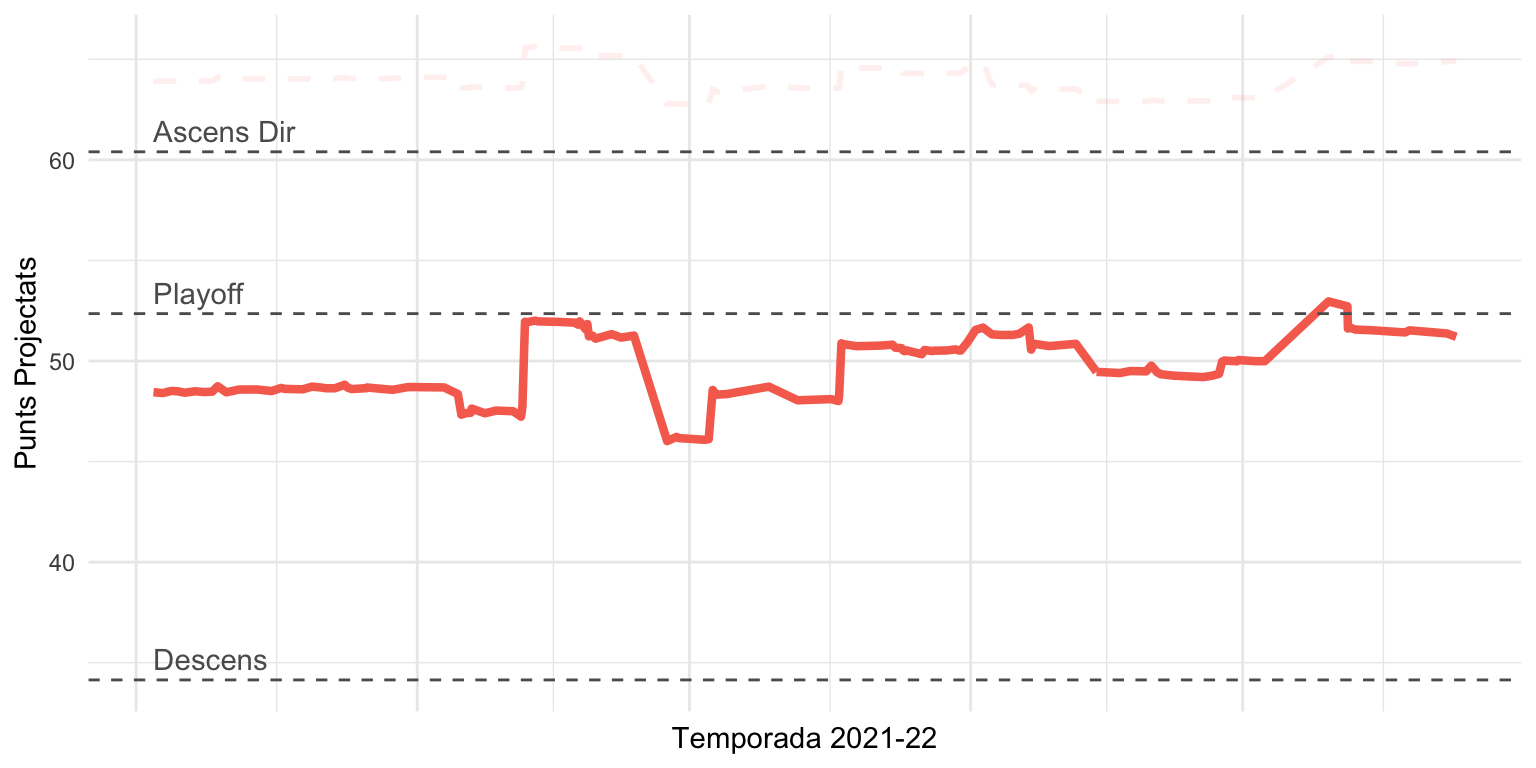 Ascens Dir
60
Playoff
50
40
Descens
Punts Projectats
Temporada 2021-22